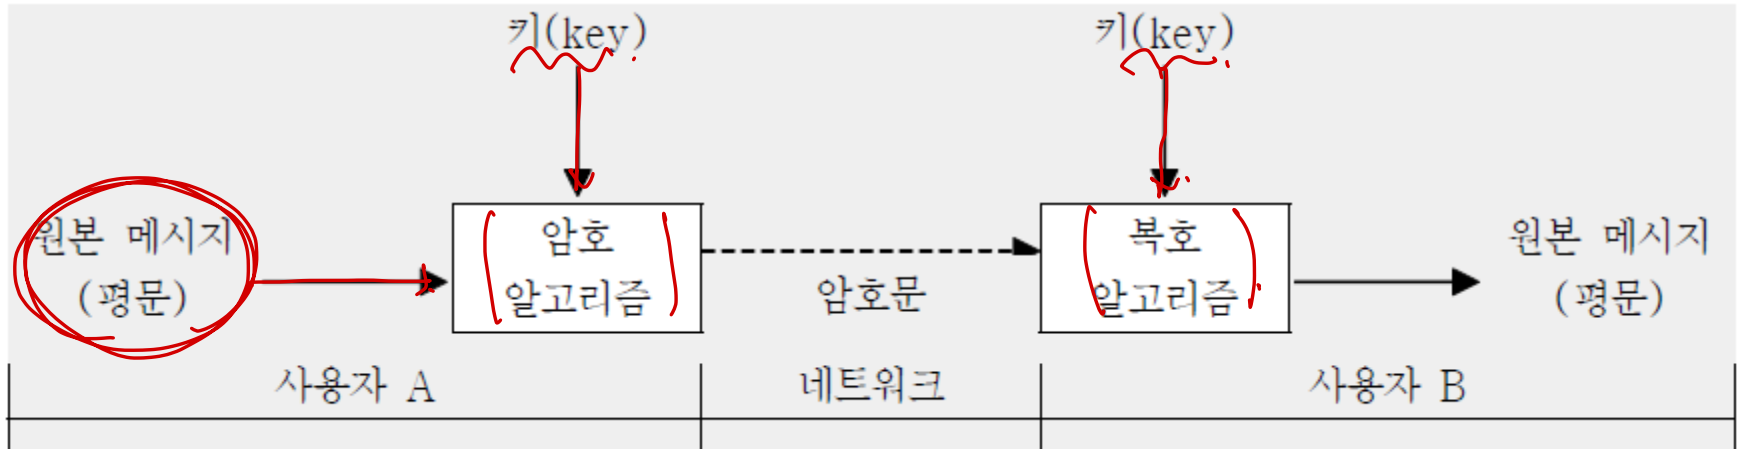 키(key)
키(key)
원본 메시지
(평문)
암호
알고리즘
암호문
복호
알고리즘
원본 메시지
(평문)
사용자 A
네트워크
사용자 B